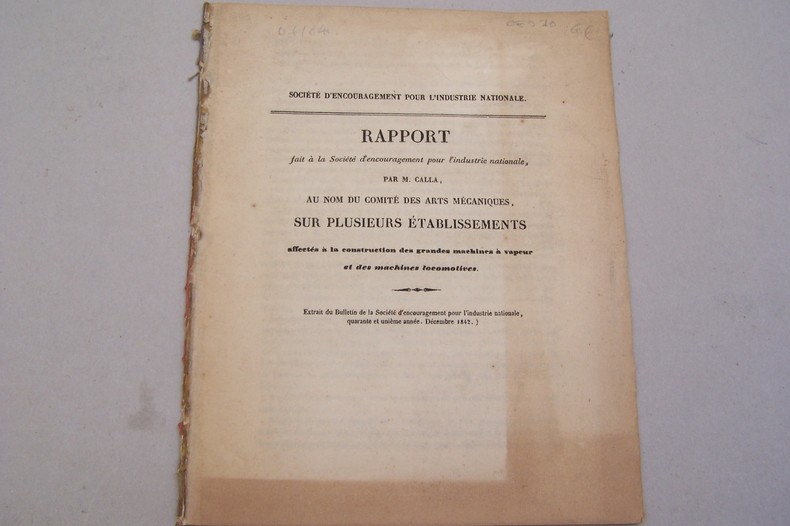 SOCIÉTÉ D'ENCOURAGEMENT POUR L'INDUSTRIE NATIONALE.
RAPPORT
fait à la Société d'encouragement pour l'industrie nationale,
PAR M. CALLA,
AU NOM DU COMITÉ DES ARTS MÉCANIQUES,
SUR PLUSIEURS ÉTABLISSEMENTS
affectés à la construction des grandes machines à vapeur
et des machines locomotives.
Extrait du Bulletin de la Société d'encouragement pour l'industrie nationale,
quarante et unième année. Décembre 1842. )